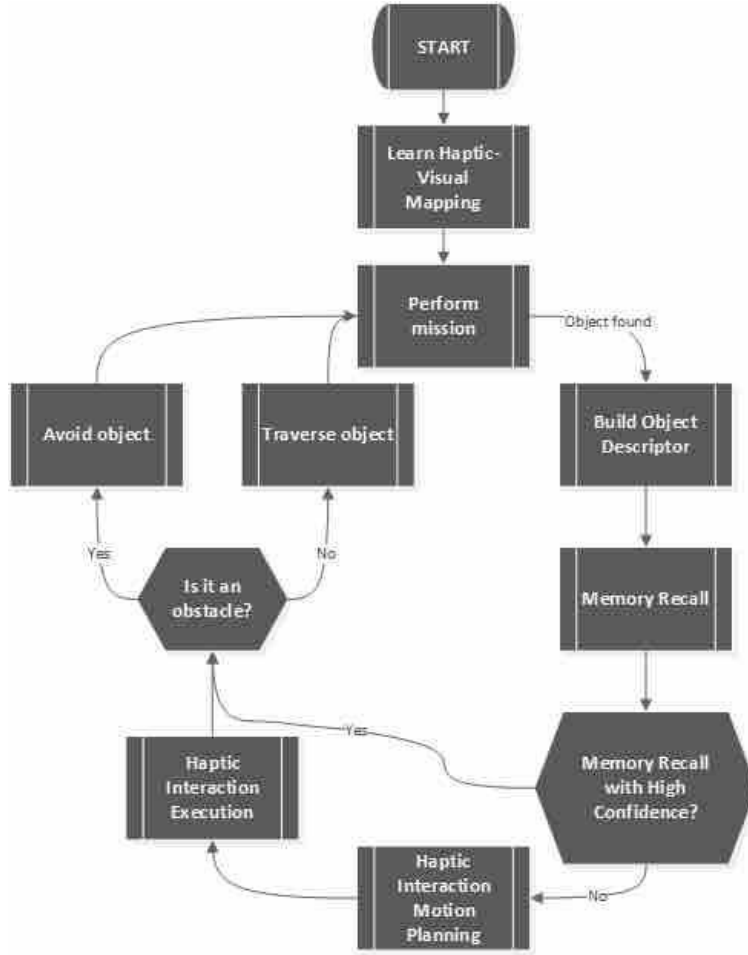 START
Learn Haptic-
Visual
Mapping
Perform
mission
Object found
Avoid object
Traverse object
Build Object
Descriptor
Yes
No
Is it an
obstacle?
Memory Recall
Yes
Memory Recall
with High
Confidence?
Haptic
Interaction
Execution
Haptic
Interaction
Motion
Planning
No